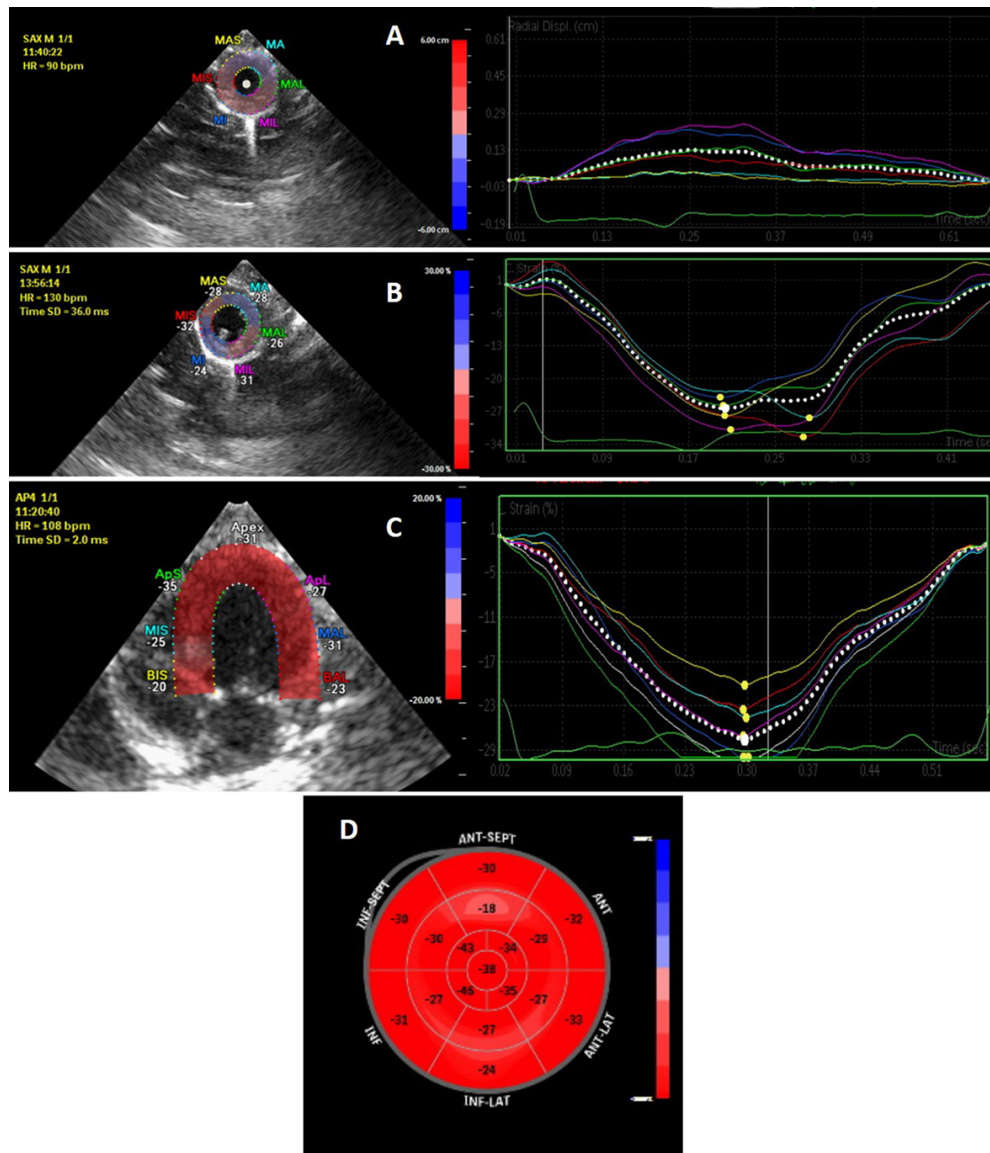 SAX M 1/1
11:40:22
HR = 90 bpm
MAS
MA
MIS
MAL
MI
MIL
A
6.00 cm
-6.00 cm
Radial Displ. (cm)
0.61
0.45
0.29
0.13
-0.03
-0.19
Time (sec)
0.01 0.13 0.25 0.37 0.49 0.61
SAX M 1/1
13:56:14
HR = 130 bpm
Time SD = 36.0 ms
MAS
-28
MA
-28
MIS
-32
MAL
-26
MI
-24
MIL
-31
B
30.00 %
-30.00 %
C. Strain (%)
1
-6
-13
-20
-27
-34
Time (sec
0.01 0.09 0.17 0.25 0.33 0.41
AP4 1/1
11:20:40
HR = 108 bpm
Time SD = 2.0 ms
Apex
-31
ApS
-35
ApL
-27
MIS
-25
MAL
-31
BIS
-20
BAL
-23
C
20.00 %
-20.00 %
L. Strain (%)
1
-5
-11
-17
-23
-29
Time (sec)
0.02 0.09 0.16 0.23 0.30 0.37 0.44 0.51
D
ANT-SEPT
INF-SEPT
ANT
INF
ANT-LAT
INF-LAT
-30
-18
-30
-32
-30
-29
-43
-34
-38
-46
-35
-27
-27
-31
-33
-27
-24